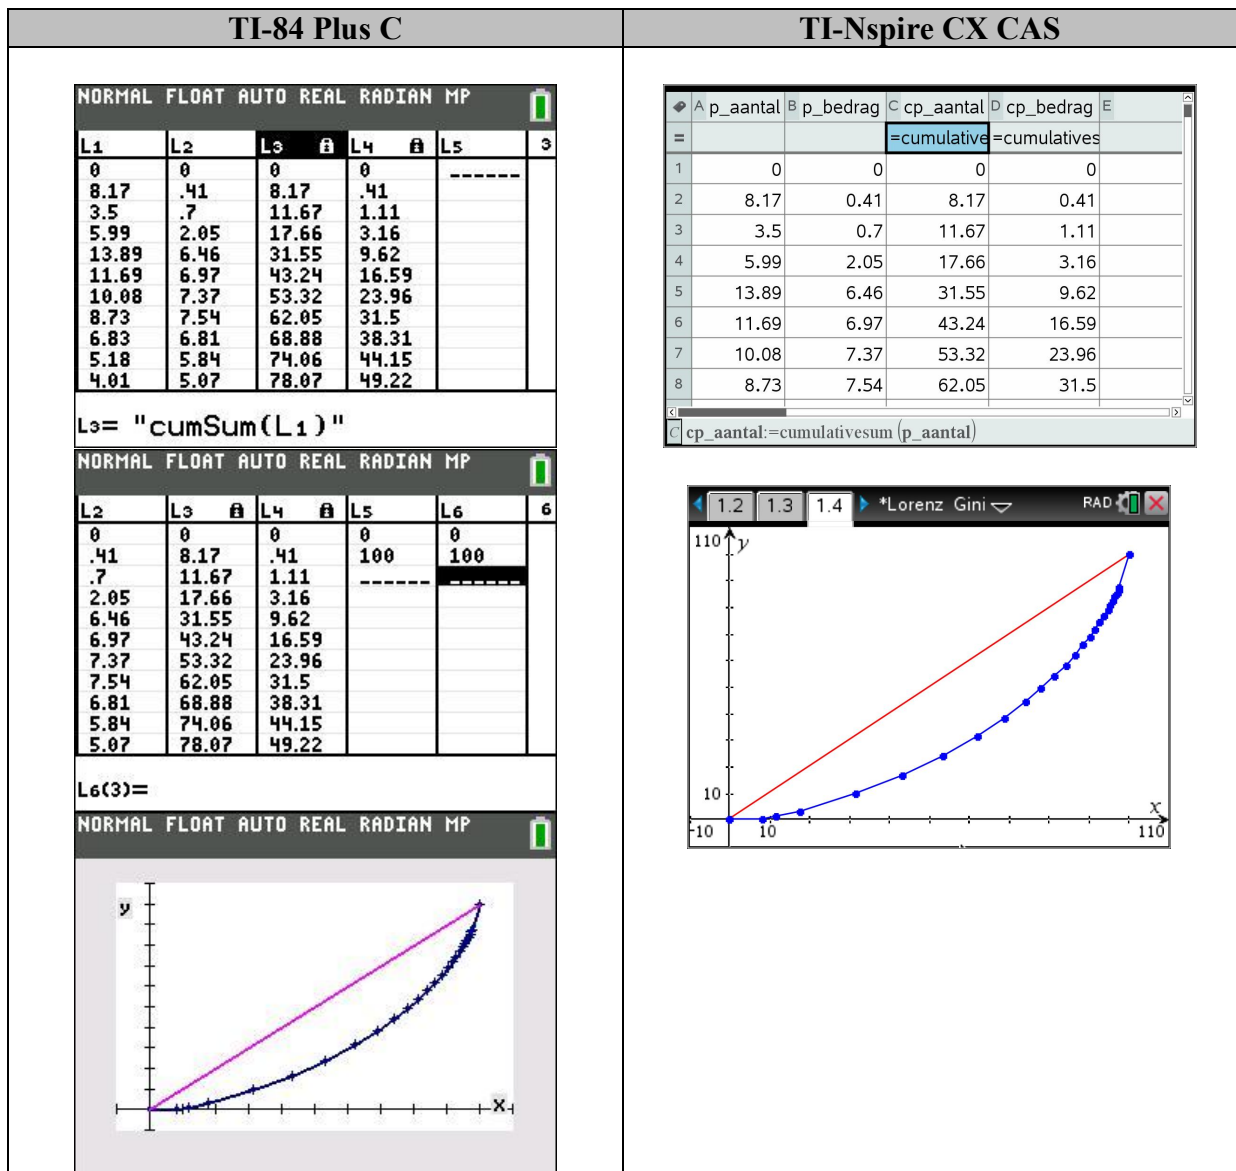 TI-84 Plus C
NORMAL FLOAT AUTO REAL RADIAN MP
L1 L2 L3 L4 L5 3
0 0 0 0 ------
8.17 .41 8.17 .41
3.5 .7 11.67 1.11
5.99 2.05 17.66 3.16
13.89 6.46 31.55 9.62
11.69 6.97 43.24 16.59
10.08 7.37 53.32 23.96
8.73 7.54 62.05 31.5
6.83 6.81 68.88 38.31
5.18 5.84 74.06 44.15
4.01 5.07 78.07 49.22
L3= "cumSum(L1)"
NORMAL FLOAT AUTO REAL RADIAN MP
L2 L3 L4 L5 L6 6
0 0 0 0 0
.41 8.17 .41 100 100
.7 11.67 1.11 ------ ------
2.05 17.66 3.16
6.46 31.55 9.62
6.97 43.24 16.59
7.37 53.32 23.96
7.54 62.05 31.5
6.81 68.88 38.31
5.84 74.06 44.15
5.07 78.07 49.22
L6(3)=
NORMAL FLOAT AUTO REAL RADIAN MP
y
x
TI-Nspire CX CAS
A p_aantal B p_bedrag C cp_aantal D cp_bedrag E
= =cumulative =cumulatives
1 0 0 0 0
2 8.17 0.41 8.17 0.41
3 3.5 0.7 11.67 1.11
4 5.99 2.05 17.66 3.16
5 13.89 6.46 31.55 9.62
6 11.69 6.97 43.24 16.59
7 10.08 7.37 53.32 23.96
8 8.73 7.54 62.05 31.5
C cp_aantal:=cumulativesum(p_aantal)
1.2 1.3 1.4 *Lorenz Gini RAD
110 y
10
x
-10 10 110